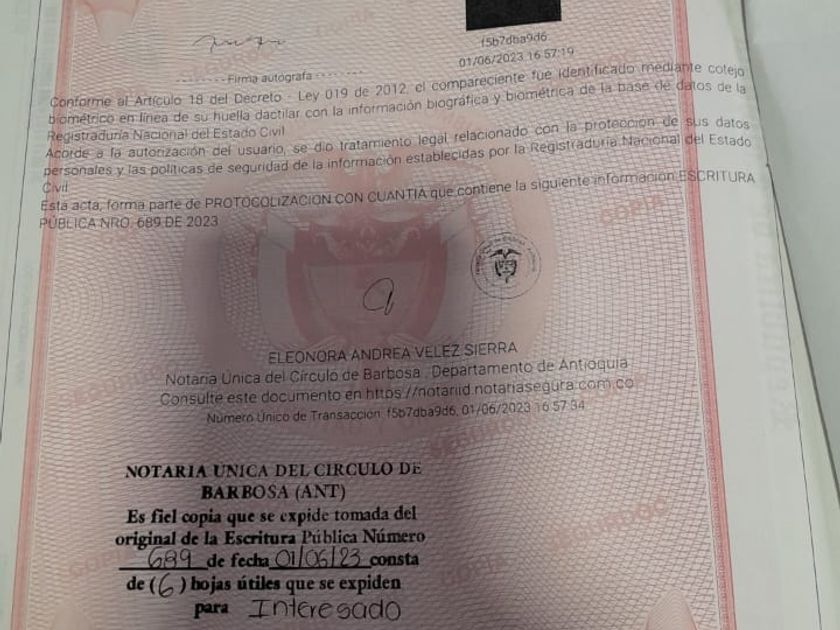 f5b7dba9d6
01/06/2023 16:57:19
--------Firma autógrafa--------
Conforme al Artículo 18 del Decreto - Ley 019 de 2012, el compareciente fue identificado mediante cotejo
biométrico en línea de su huella dactilar con la información biográfica y biométrica de la base de datos de la
Registraduría Nacional del Estado Civil.
Acorde a la autorización del usuario, se dio tratamiento legal relacionado con la protección de sus datos
personales y las políticas de seguridad de la información establecidas por la Registraduría Nacional del Estado
Civil.
Esta acta, forma parte de PROTOCOLIZACION CON CUANTIA que contiene la siguiente información ESCRITURA
PÚBLICA NRO. 689 DE 2023
COPIA
ELEONORA ANDREA VELEZ SIERRA
Notaria Única del Círculo de Barbosa , Departamento de Antioquia
Consulte este documento en https://notariid.notariasegura.com.co
Número Único de Transacción: f5b7dba9d6, 01/06/2023 16:57:34
NOTARIA UNICA DEL CIRCULO DE
BARBOSA (ANT)
Es fiel copia que se expide tomada del
original de la Escritura Pública Número
689 de fecha 01/06/23 consta
de (6) hojas útiles que se expiden
para Interesado